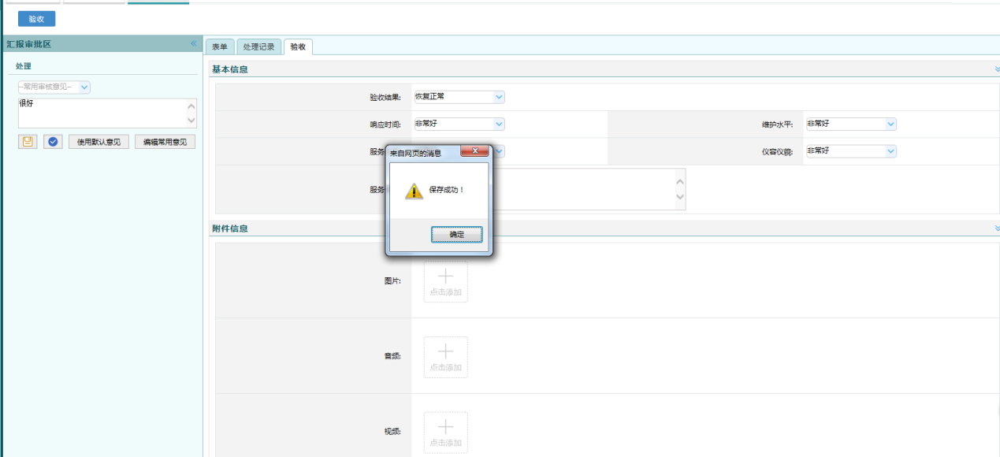 验收
汇报审批区
表单 处理记录 验收
处理
基本信息
--常用审核意见--
很好
使用默认意见 编辑常用意见
验收结果: 恢复正常
响应时间: 非常好 维护水平: 非常好
服务 仪容仪貌: 非常好
服务
来自网页的消息
保存成功！
确定
附件信息
图片: 点击添加
音频: 点击添加
视频: 点击添加